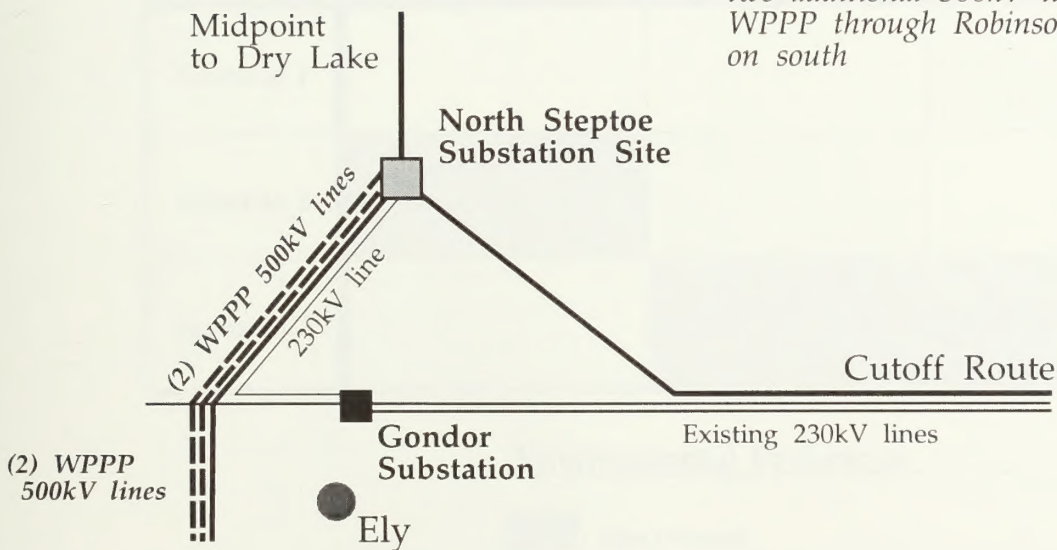 WPPP through Robinso
on south
Midpoint
to Dry Lake
North Steptoe
Substation Site
(2) WPPP 500kV lines
230kV line
Cutoff Route
Existing 230kV lines
Gondor
Substation
(2) WPPP
500kV lines
Ely